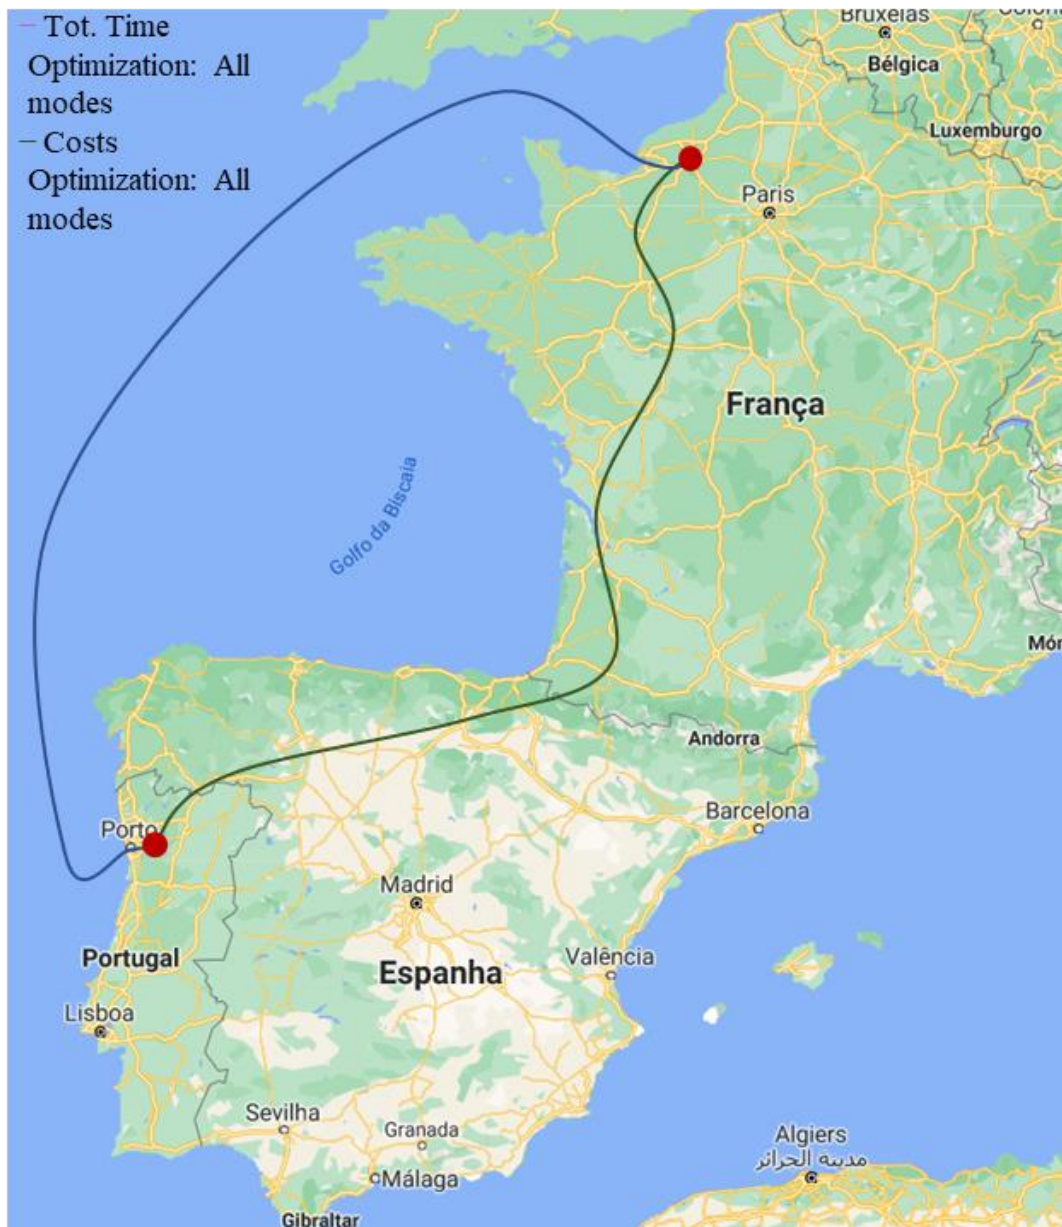 – Tot. Time
Optimization: All
modes
– Costs
Optimization: All
modes
Bruxelas
Bélgica
Luxemburgo
Paris
França
Golfo da Biscaia
Món
Andorra
Barcelona
Porto
Madrid
Portugal
Espanha
Valência
Lisboa
Sevilha
Granada
Málaga
Algiers
مدينة الجزائر
Gibraltar